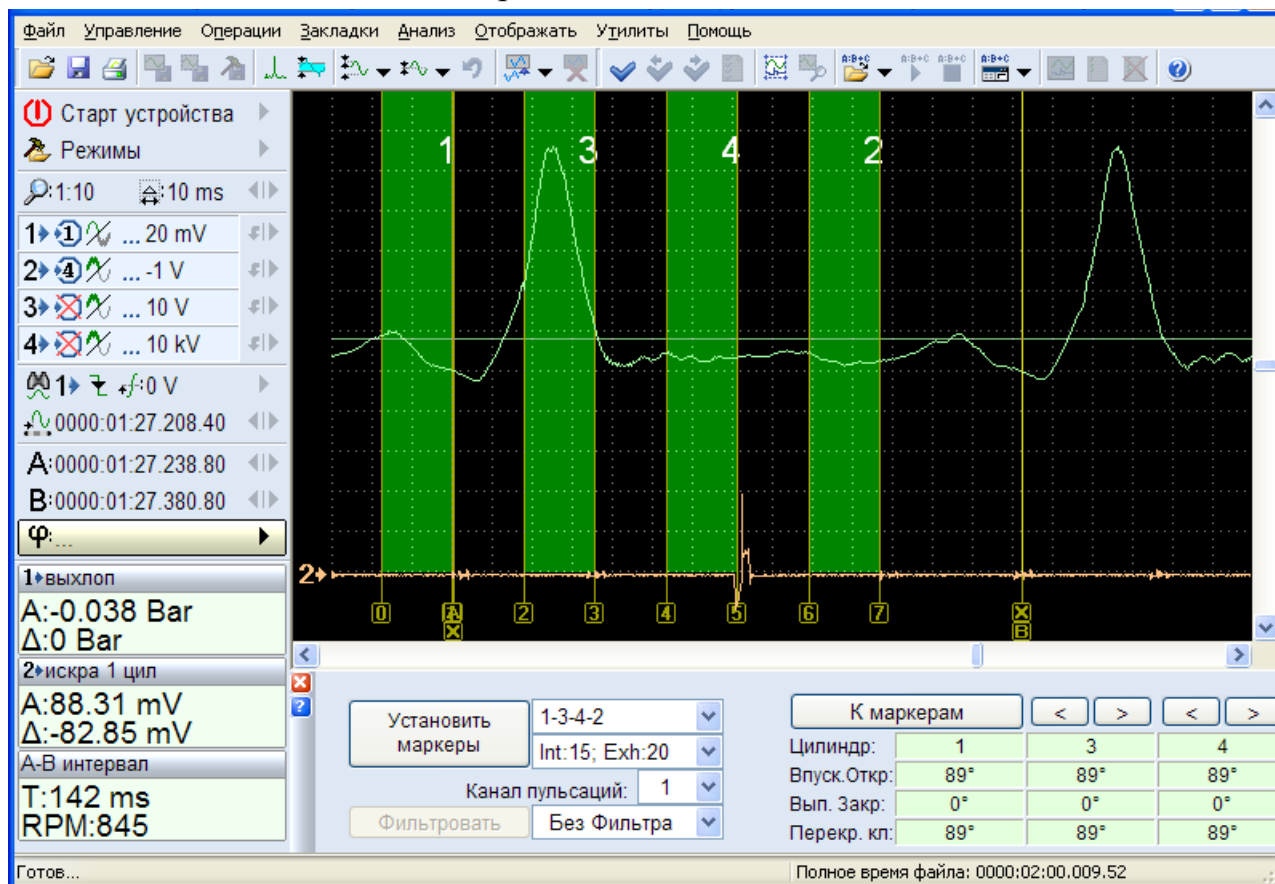 Файл Управление Операции Закладки Анализ Отображать Утилиты Помощь
A:B+C A:B+C A:B+C A:B+C
Старт устройства
Режимы
:1:10 :10 ms
1 1 ... 20 mV
2 4 ... -1 V
3 ... 10 V
4 ... 10 kV
1 :0 V
0000:01:27.208.40
A:0000:01:27.238.80
B:0000:01:27.380.80
φ:...
1 выхлоп
A:-0.038 Bar
Δ:0 Bar
2 искра 1 цил
A:88.31 mV
Δ:-82.85 mV
A-B интервал
T:142 ms
RPM:845
1 3 4 2
2
0 A 2 3 4 5 6 7 X
X B
Установить маркеры
1-3-4-2
Int:15; Exh:20
Канал пульсаций: 1
Фильтровать Без Фильтра
К маркерам < > < >
Цилиндр: 1 3 4
Впуск.Откр: 89° 89° 89°
Вып. Закр: 0° 0° 0°
Перекр. кл: 89° 89° 89°
Готов... Полное время файла: 0000:02:00.009.52